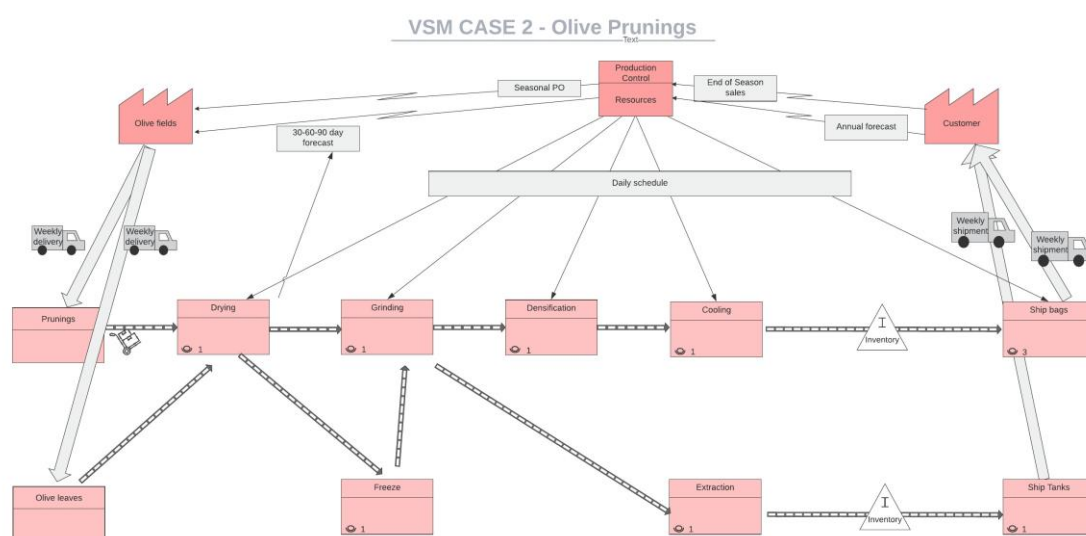 VSM CASE 2 - Olive Prunings
Text
Production
Control
Resources
Seasonal PO
End of Season
sales
Olive fields
Customer
30-60-90 day
forecast
Annual forecast
Daily schedule
Weekly
delivery
Weekly
delivery
Weekly
shipment
Weekly
shipment
Prunings
Drying
1
Grinding
1
Densification
1
Cooling
1
I
Inventory
Ship bags
3
Olive leaves
Freeze
1
Extraction
1
I
Inventory
Ship Tanks
1